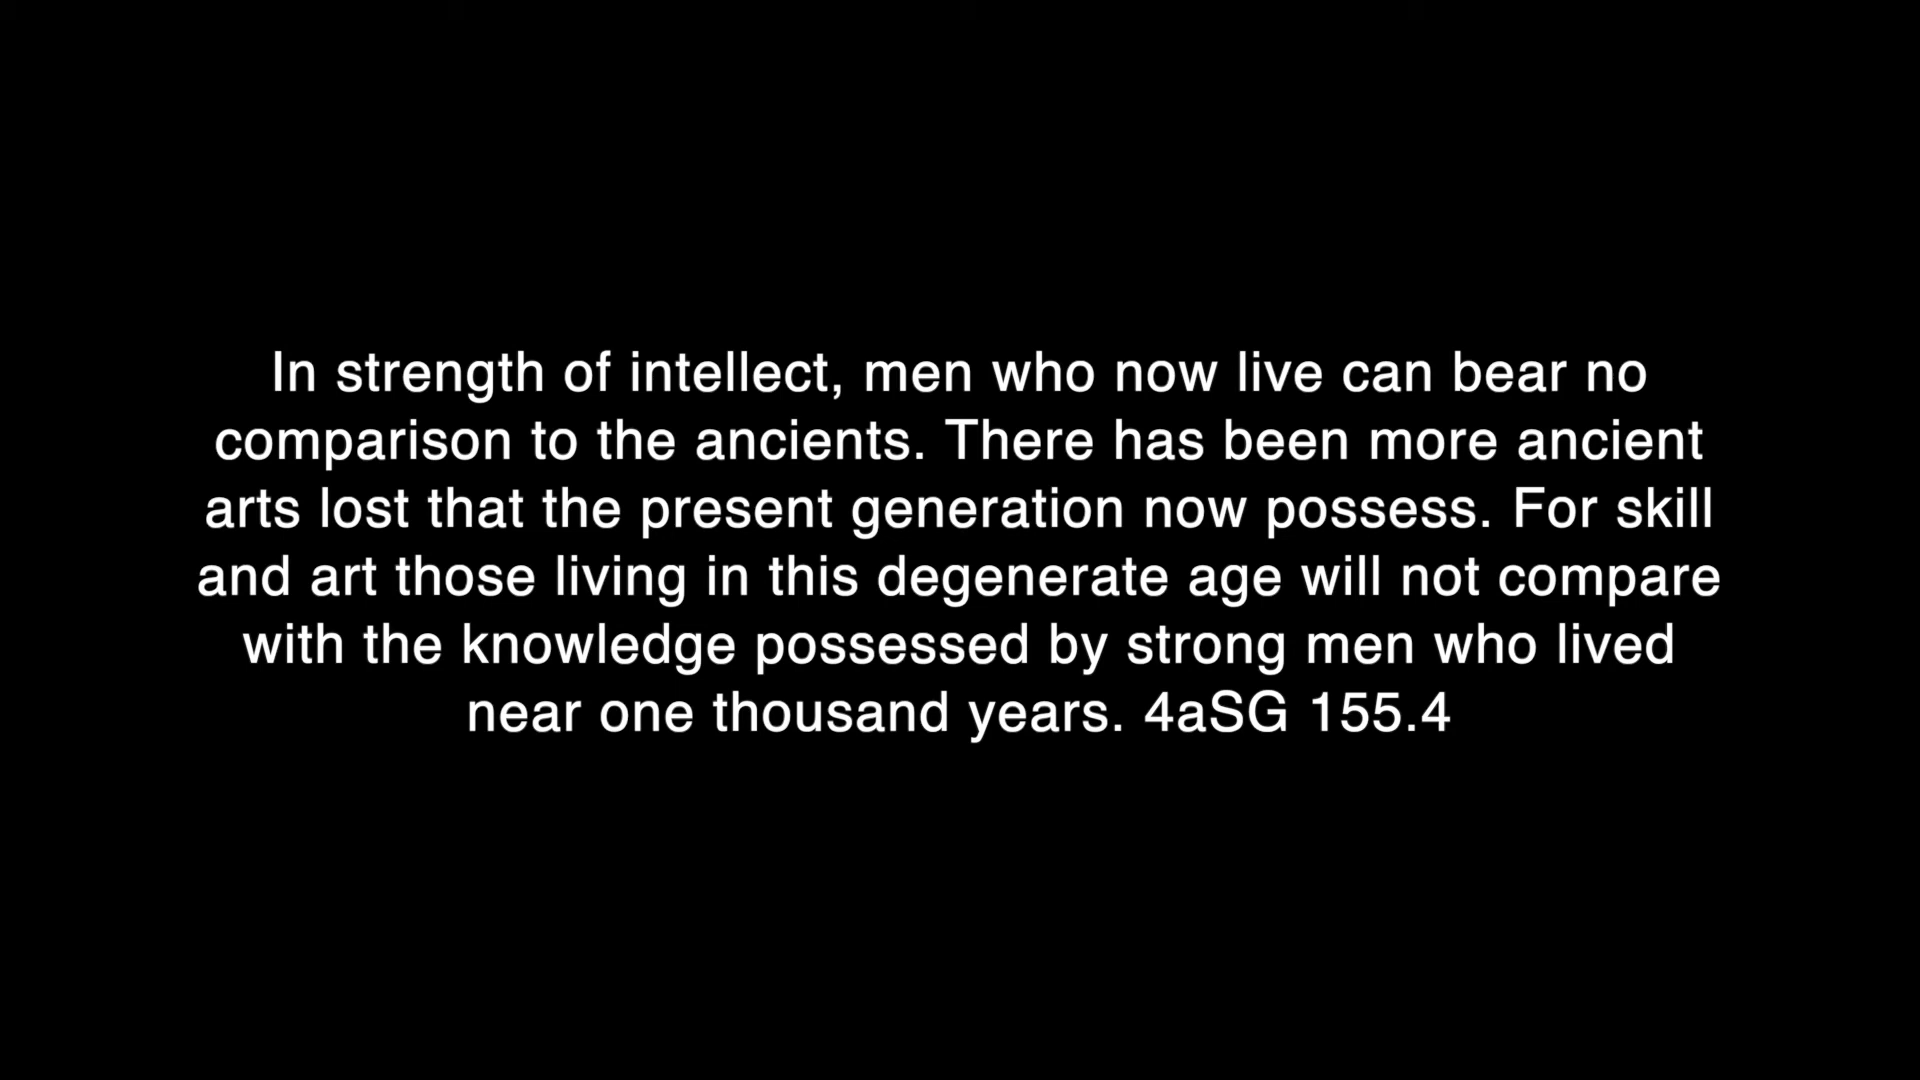 In strength of intellect, men who now live can bear no
comparison to the ancients. There has been more ancient
arts lost that the present generation now possess. For skill
and art those living in this degenerate age will not compare
with the knowledge possessed by strong men who lived
near one thousand years. 4aSG 155.4